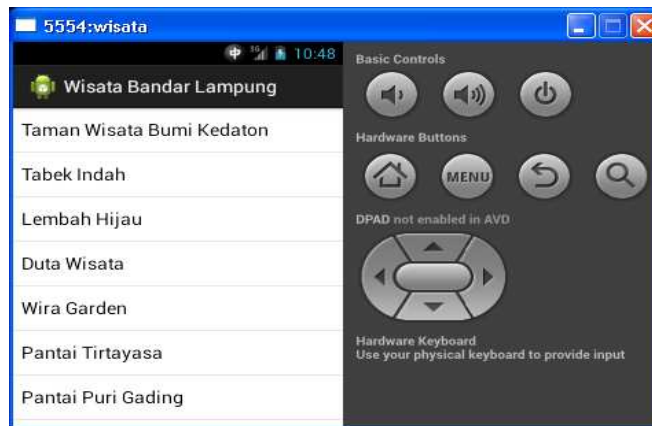 5554:wisata
中 3G 10:48
Wisata Bandar Lampung
Taman Wisata Bumi Kedaton
Tabek Indah
Lembah Hijau
Duta Wisata
Wira Garden
Pantai Tirtayasa
Pantai Puri Gading
Basic Controls
Hardware Buttons
MENU
DPAD not enabled in AVD
Hardware Keyboard
Use your physical keyboard to provide input